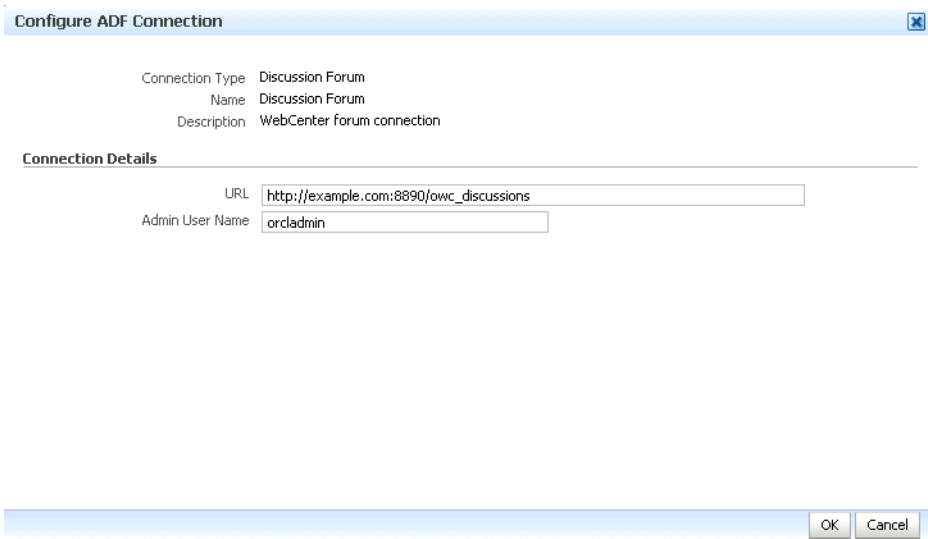 Configure ADF Connection
Connection Type Discussion Forum
Name Discussion Forum
Description WebCenter forum connection
Connection Details
URL http://example.com:8890/owc_discussions
Admin User Name orcladmin
OK Cancel